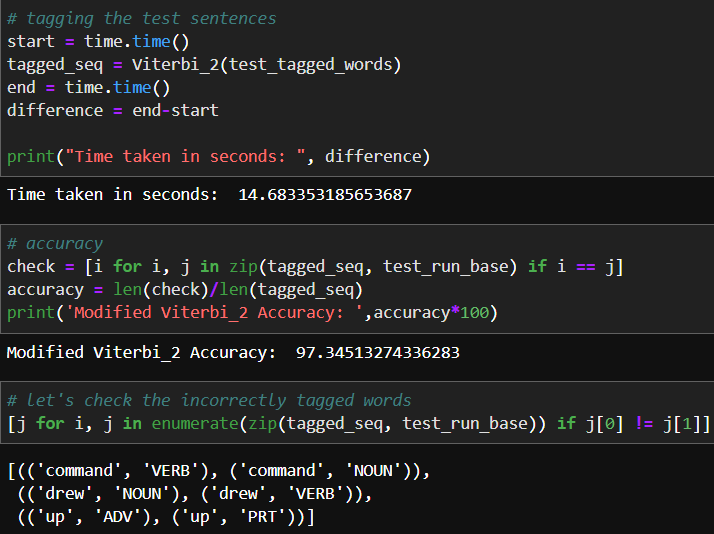 # tagging the test sentences
start = time.time()
tagged_seq = Viterbi_2(test_tagged_words)
end = time.time()
difference = end-start
print("Time taken in seconds: ", difference)
Time taken in seconds:  14.683353185653687
# accuracy
check = [i for i, j in zip(tagged_seq, test_run_base) if i == j]
accuracy = len(check)/len(tagged_seq)
print('Modified Viterbi_2 Accuracy: ',accuracy*100)
Modified Viterbi_2 Accuracy:  97.34513274336283
# let's check the incorrectly tagged words
[j for i, j in enumerate(zip(tagged_seq, test_run_base)) if j[0] != j[1]]
[(('command', 'VERB'), ('command', 'NOUN')),
 (('drew', 'NOUN'), ('drew', 'VERB')),
 (('up', 'ADV'), ('up', 'PRT'))]